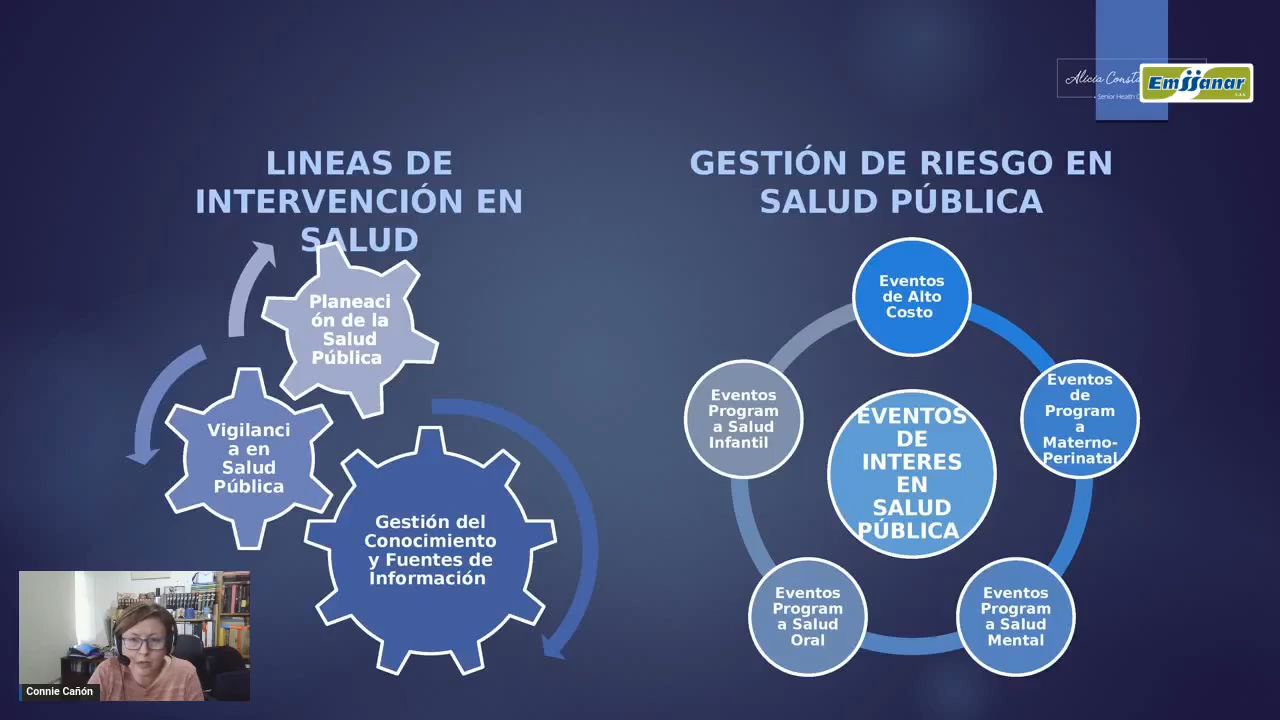 Alicia
Senior Health
Emssanar
LINEAS DE
INTERVENCIÓN EN
SALUD
Planeaci
ón de la
Salud
Pública
Vigilanci
a en
Salud
Pública
Gestión del
Conocimiento
y Fuentes de
Información
GESTIÓN DE RIESGO EN
SALUD PÚBLICA
Eventos
de Alto
Costo
Eventos
de
Program
a
Materno-
Perinatal
Eventos
Program
a Salud
Mental
Eventos
Program
a Salud
Oral
Eventos
Program
a Salud
Infantil
EVENTOS
DE
INTERES
EN
SALUD
PÚBLICA
Connie Cañón